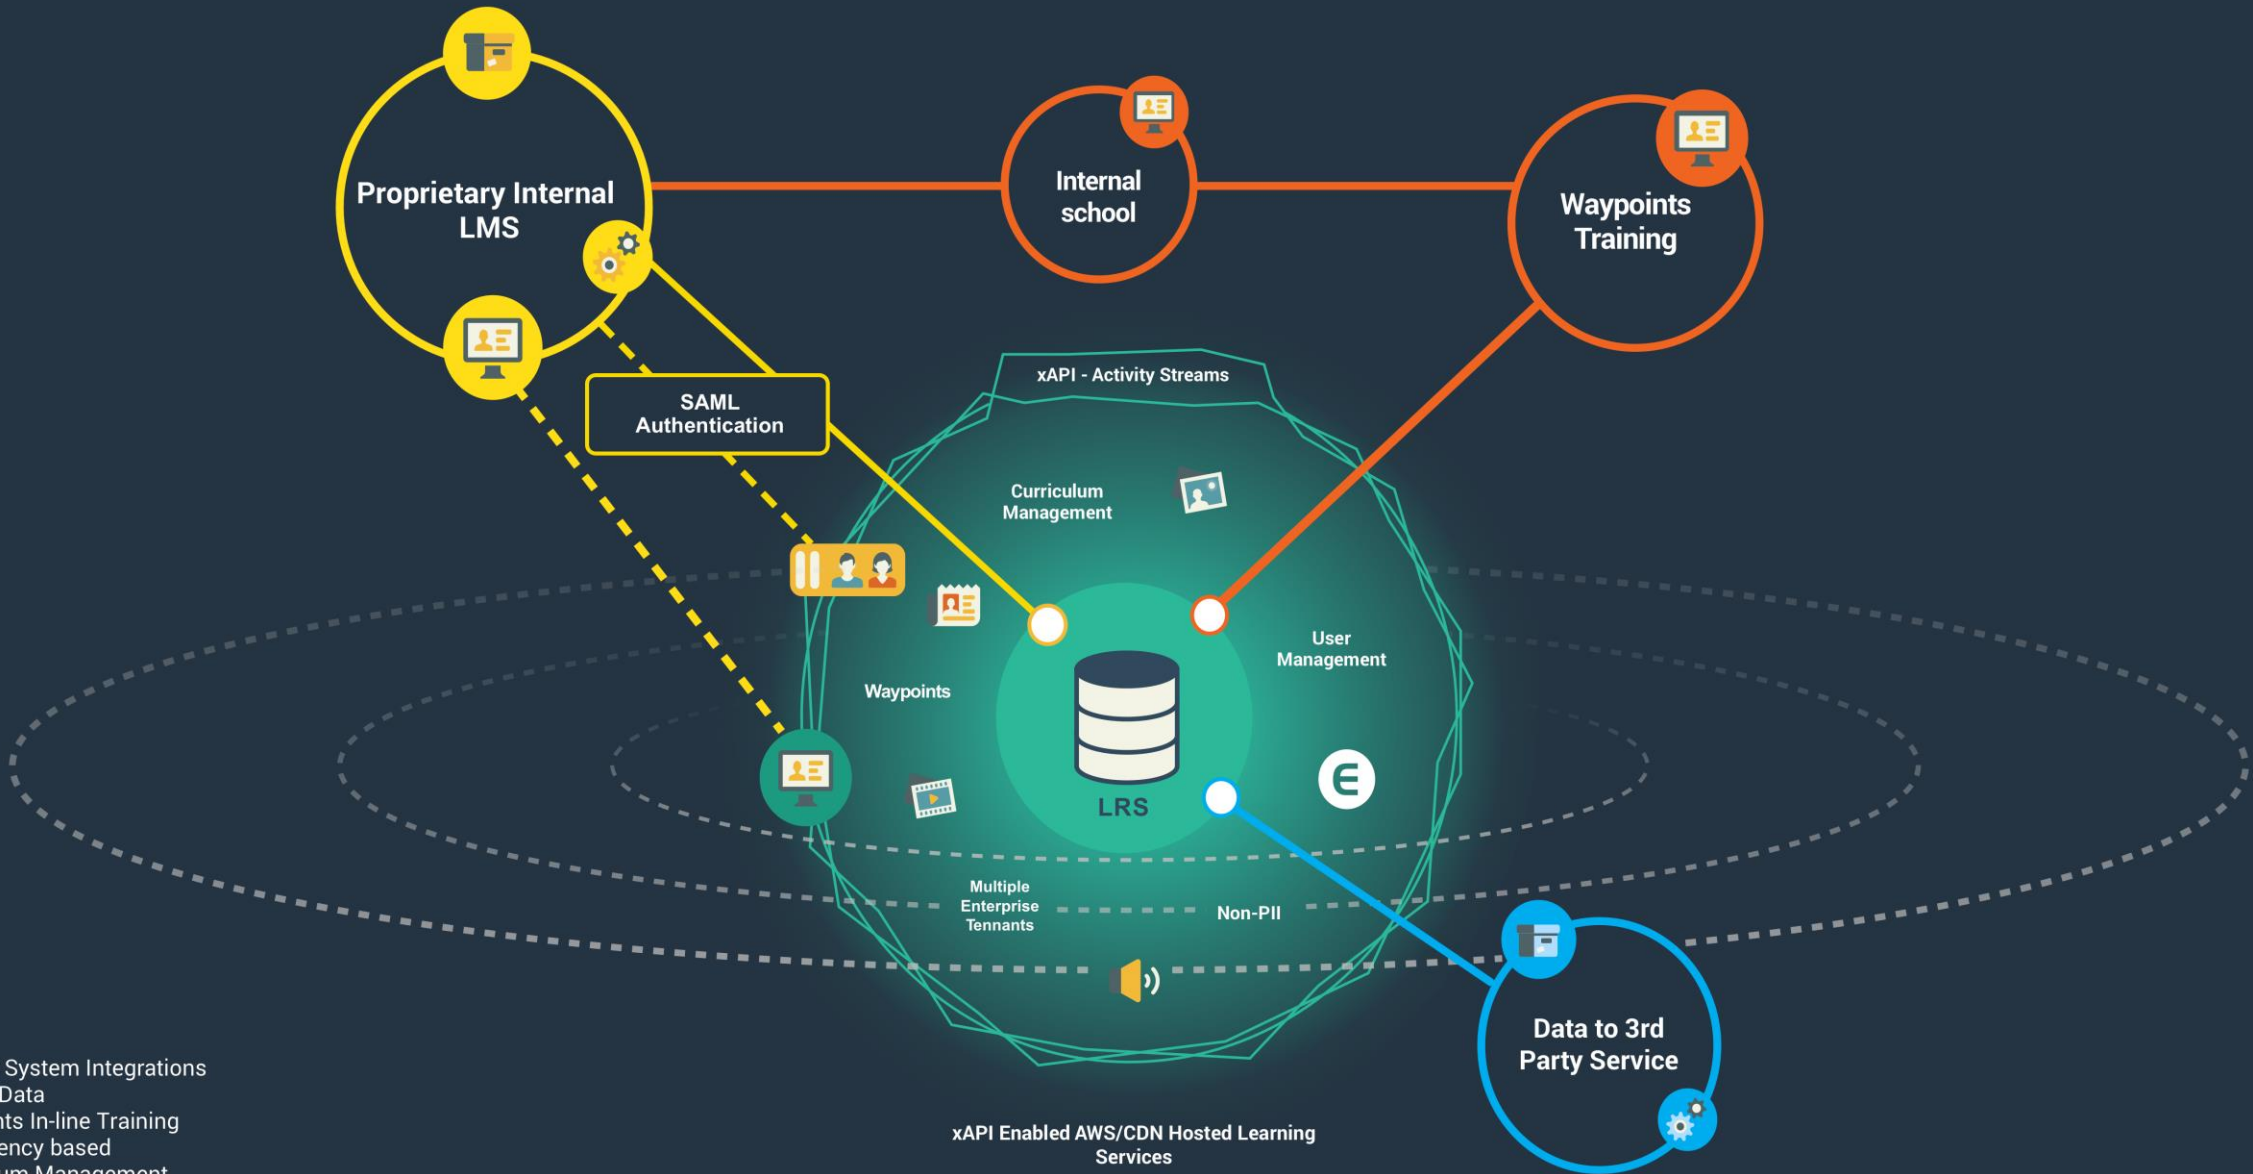 Proprietary Internal
LMS
Internal
school
Waypoints
Training
SAML
Authentication
xAPI - Activity Streams
Curriculum
Management
User
Management
Waypoints
LRS
Multiple
Enterprise
Tennants
Non-PII
Data to 3rd
Party Service
xAPI Enabled AWS/CDN Hosted Learning
Services
System Integrations
Data
In-line Training
based
Management